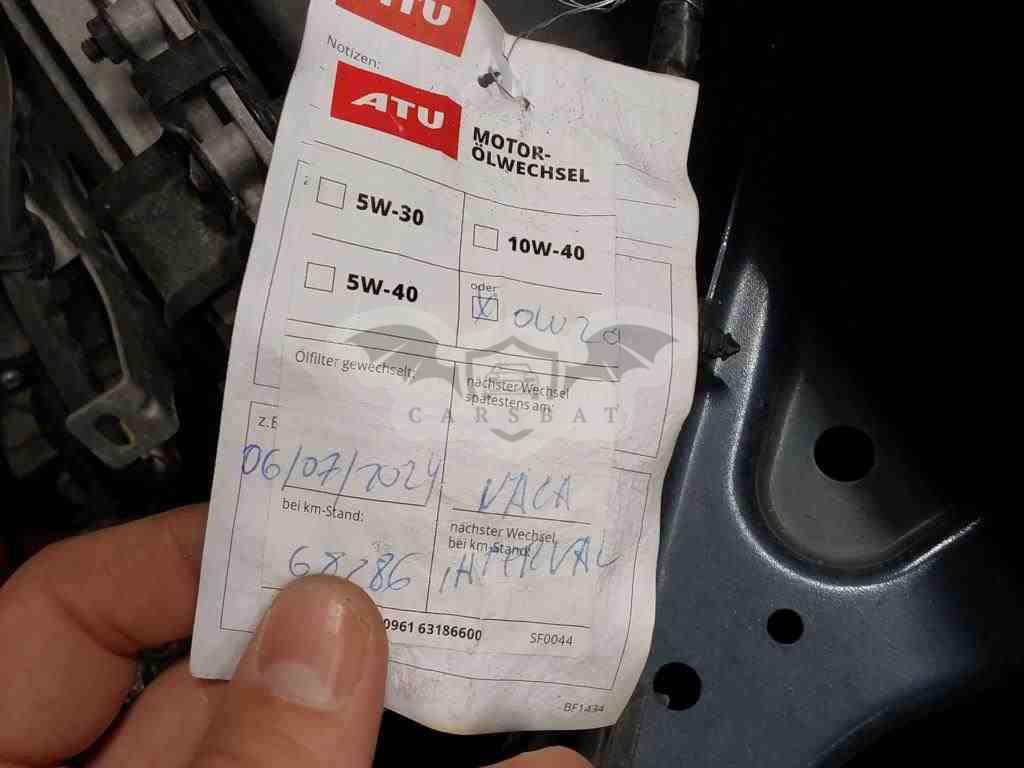 ATU
Notizen:
ATU
MOTOR-
ÖLWECHSEL
5W-30
10W-40
5W-40
oder
X 0W20
Ölfilter gewechselt:
nächster Wechsel
spätestens am:
CARSBAT
z.B
06/07/2024
NACH
bei km-Stand:
nächster Wechsel
bei km-Stand:
68286
INTERVAL
0961 63186600
SF0044
BF1434